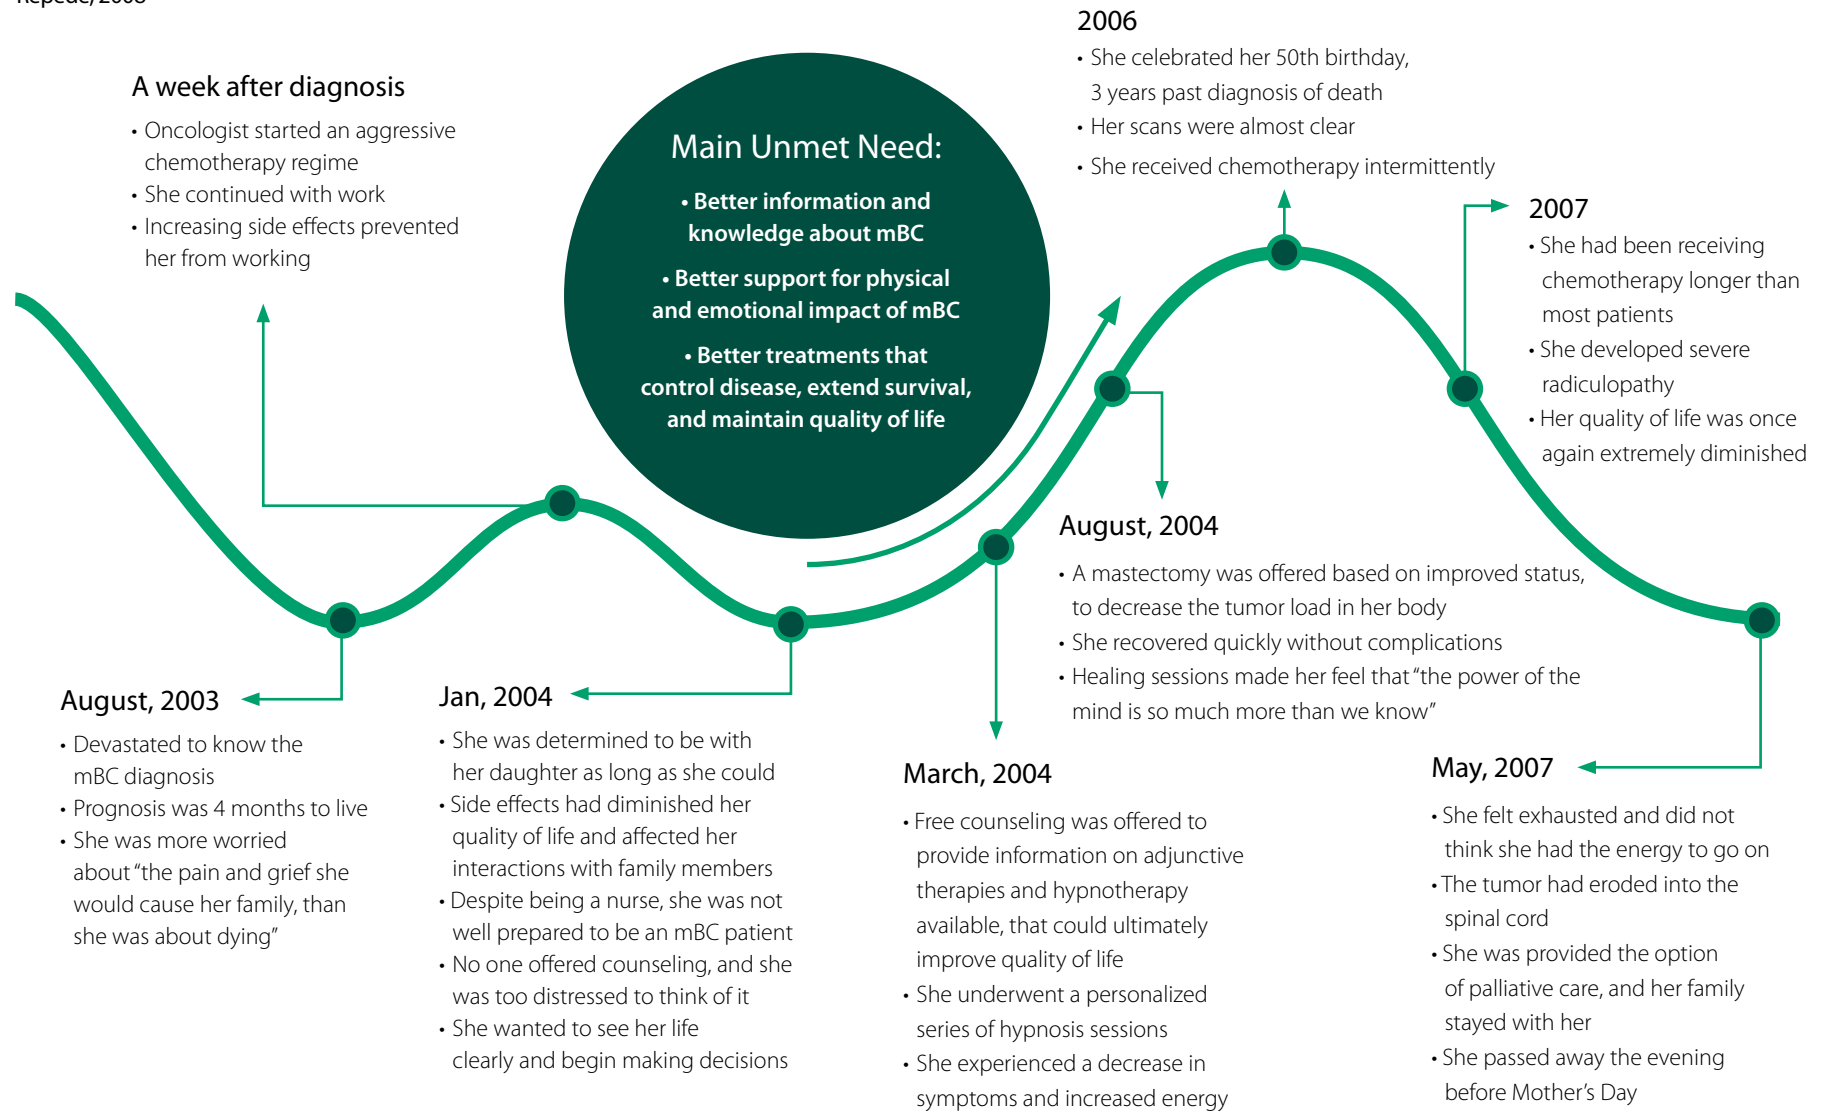 Repede, 2008
A week after diagnosis
• Oncologist started an aggressive
chemotherapy regime
• She continued with work
• Increasing side effects prevented
her from working
Main Unmet Need:
• Better information and
knowledge about mBC
• Better support for physical
and emotional impact of mBC
• Better treatments that
control disease, extend survival,
and maintain quality of life
2006
• She celebrated her 50th birthday,
3 years past diagnosis of death
• Her scans were almost clear
• She received chemotherapy intermittently
2007
• She had been receiving
chemotherapy longer than
most patients
• She developed severe
radiculopathy
• Her quality of life was once
again extremely diminished
August, 2003
• Devastated to know the
mBC diagnosis
• Prognosis was 4 months to live
• She was more worried
about “the pain and grief she
would cause her family, than
she was about dying”
Jan, 2004
• She was determined to be with
her daughter as long as she could
• Side effects had diminished her
quality of life and affected her
interactions with family members
• Despite being a nurse, she was not
well prepared to be an mBC patient
• No one offered counseling, and she
was too distressed to think of it
• She wanted to see her life
clearly and begin making decisions
March, 2004
• Free counseling was offered to
provide information on adjunctive
therapies and hypnotherapy
available, that could ultimately
improve quality of life
• She underwent a personalized
series of hypnosis sessions
• She experienced a decrease in
symptoms and increased energy
August, 2004
• A mastectomy was offered based on improved status,
to decrease the tumor load in her body
• She recovered quickly without complications
• Healing sessions made her feel that “the power of the
mind is so much more than we know”
May, 2007
• She felt exhausted and did not
think she had the energy to go on
• The tumor had eroded into the
spinal cord
• She was provided the option
of palliative care, and her family
stayed with her
• She passed away the evening
before Mother’s Day